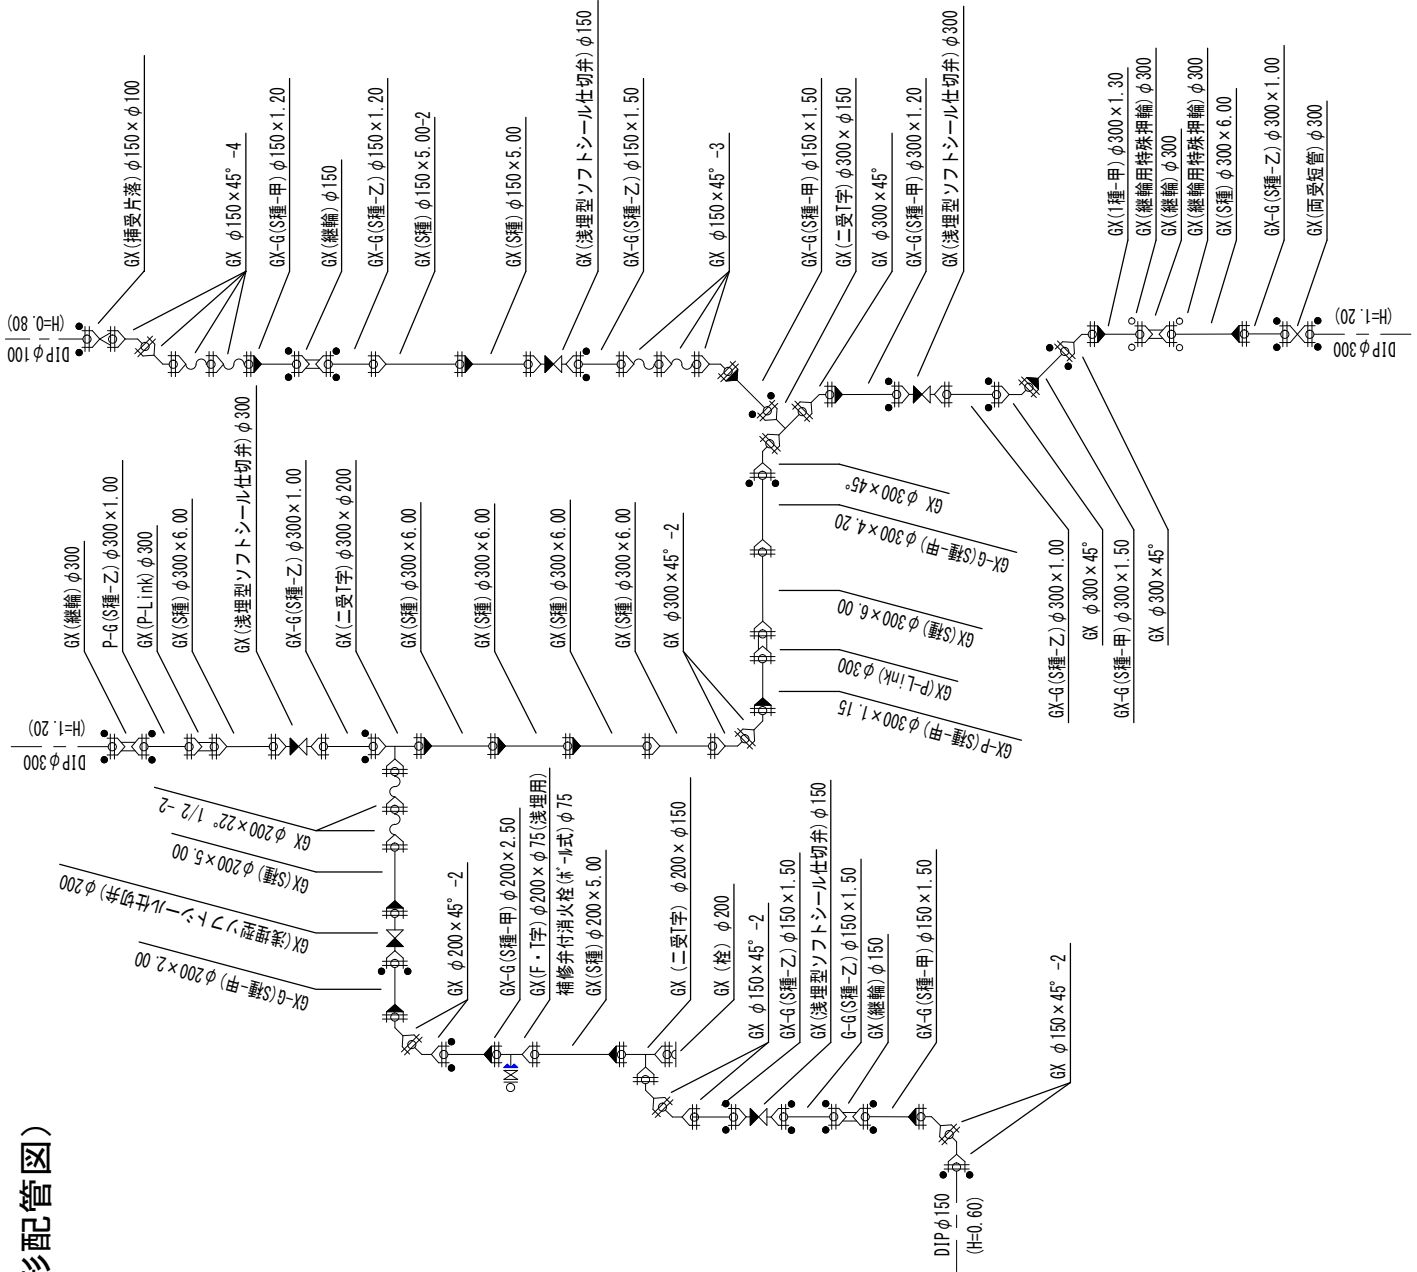 彡配管図)
DIPφ100
(H=0.80)
GX(挿受片落)φ150×φ100
GX φ150×45° -4
GX-G(S種-甲)φ150×1.20
GX(継輪)φ150
GX-G(S種-乙)φ150×1.20
GX(S種)φ150×5.00-2
GX(S種)φ150×5.00
GX(浅埋型ソフトシール仕切弁)φ150
GX-G(S種-乙)φ150×1.50
GX φ150×45° -3
GX-G(S種-甲)φ150×1.50
GX(二受T字)φ300×φ150
GX φ300×45°
GX-G(S種-甲)φ300×1.20
GX(浅埋型ソフトシール仕切弁)φ300
GX(1種-甲)φ300×1.30
GX(継輪用特殊押輪)φ300
GX(継輪)φ300
GX(継輪用特殊押輪)φ300
GX(S種)φ300×6.00
GX-G(S種-乙)φ300×1.00
GX(両受短管)φ300
DIPφ300
(H=1.20)
DIPφ300
(H=1.20)
GX(継輪)φ300
P-G(S種-乙)φ300×1.00
GX(P-Link)φ300
GX(S種)φ300×6.00
GX(浅埋型ソフトシール仕切弁)φ300
GX-G(S種-乙)φ300×1.00
GX(二受T字)φ300×φ200
GX(S種)φ300×6.00
GX(S種)φ300×6.00
GX(S種)φ300×6.00
GX(S種)φ300×6.00
GX φ300×45° -2
GX φ300×45°
GX-G(S種-甲)φ300×4.20
GX(S種)φ300×6.00
GX(P-Link)φ300
GX-P(S種-甲)φ300×1.15
GX-G(S種-乙)φ300×1.00
GX φ300×45°
GX-G(S種-甲)φ300×1.50
GX φ300×45°
GX φ200×22° 1/2 -2
GX(S種)φ200×5.00
GX(浅埋型ソフトシール仕切弁)φ200
GX-G(S種-甲)φ200×2.00
GX φ200×45° -2
GX-G(S種-甲)φ200×2.50
GX(F・T字)φ200×φ75(浅埋用)
補修弁付消火栓(ボール式)φ75
GX(S種)φ200×5.00
GX(二受T字)φ200×φ150
GX(栓)φ200
GX φ150×45° -2
GX-G(S種-乙)φ150×1.50
GX(浅埋型ソフトシール仕切弁)φ150
G-G(S種-乙)φ150×1.50
GX(継輪)φ150
GX-G(S種-甲)φ150×1.50
GX φ150×45° -2
DIPφ150
(H=0.60)